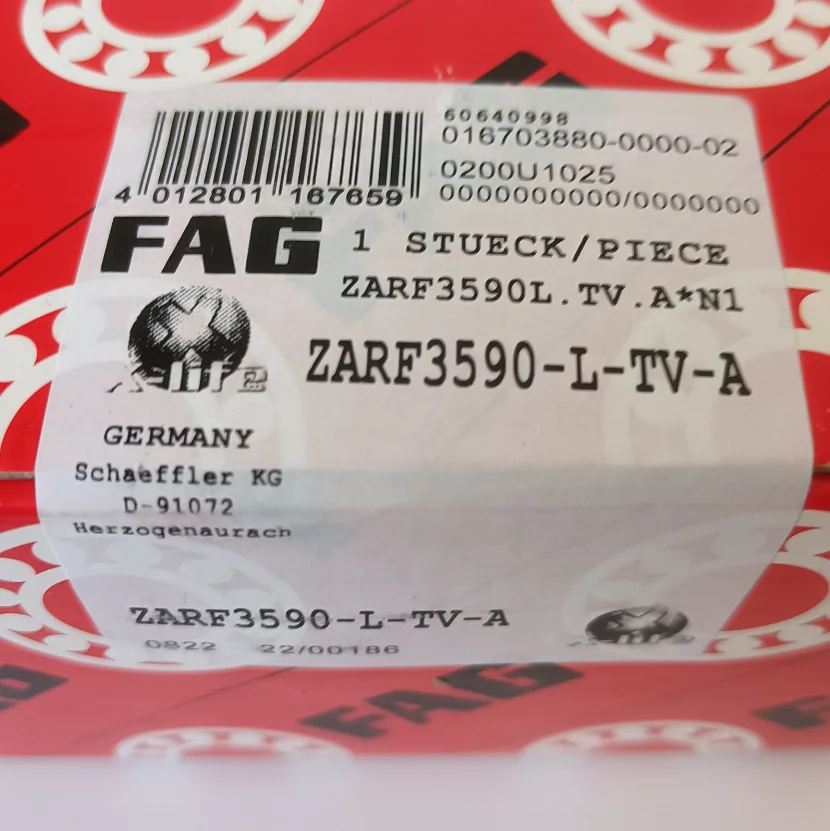 60640998
016703880-0000-02
0200U1025
0000000000/0000000
4 012801 167659
FAG 1 STUECK/PIECE
ZARF3590L.TV.A*N1
X-life ZARF3590-L-TV-A
GERMANY
Schaeffler KG
D-91072
Herzogenaurach
ZARF3590-L-TV-A
0822 22/00186
FAG